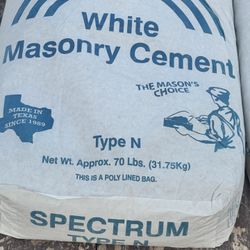 White
Masonry Cement
THE MASON'S
CHOICE
MADE IN
TEXAS
SINCE 1989
Type N
Net Wt. Approx. 70 Lbs. (31.75Kg)
THIS IS A POLY LINED BAG.
SPECTRUM
TYPE N